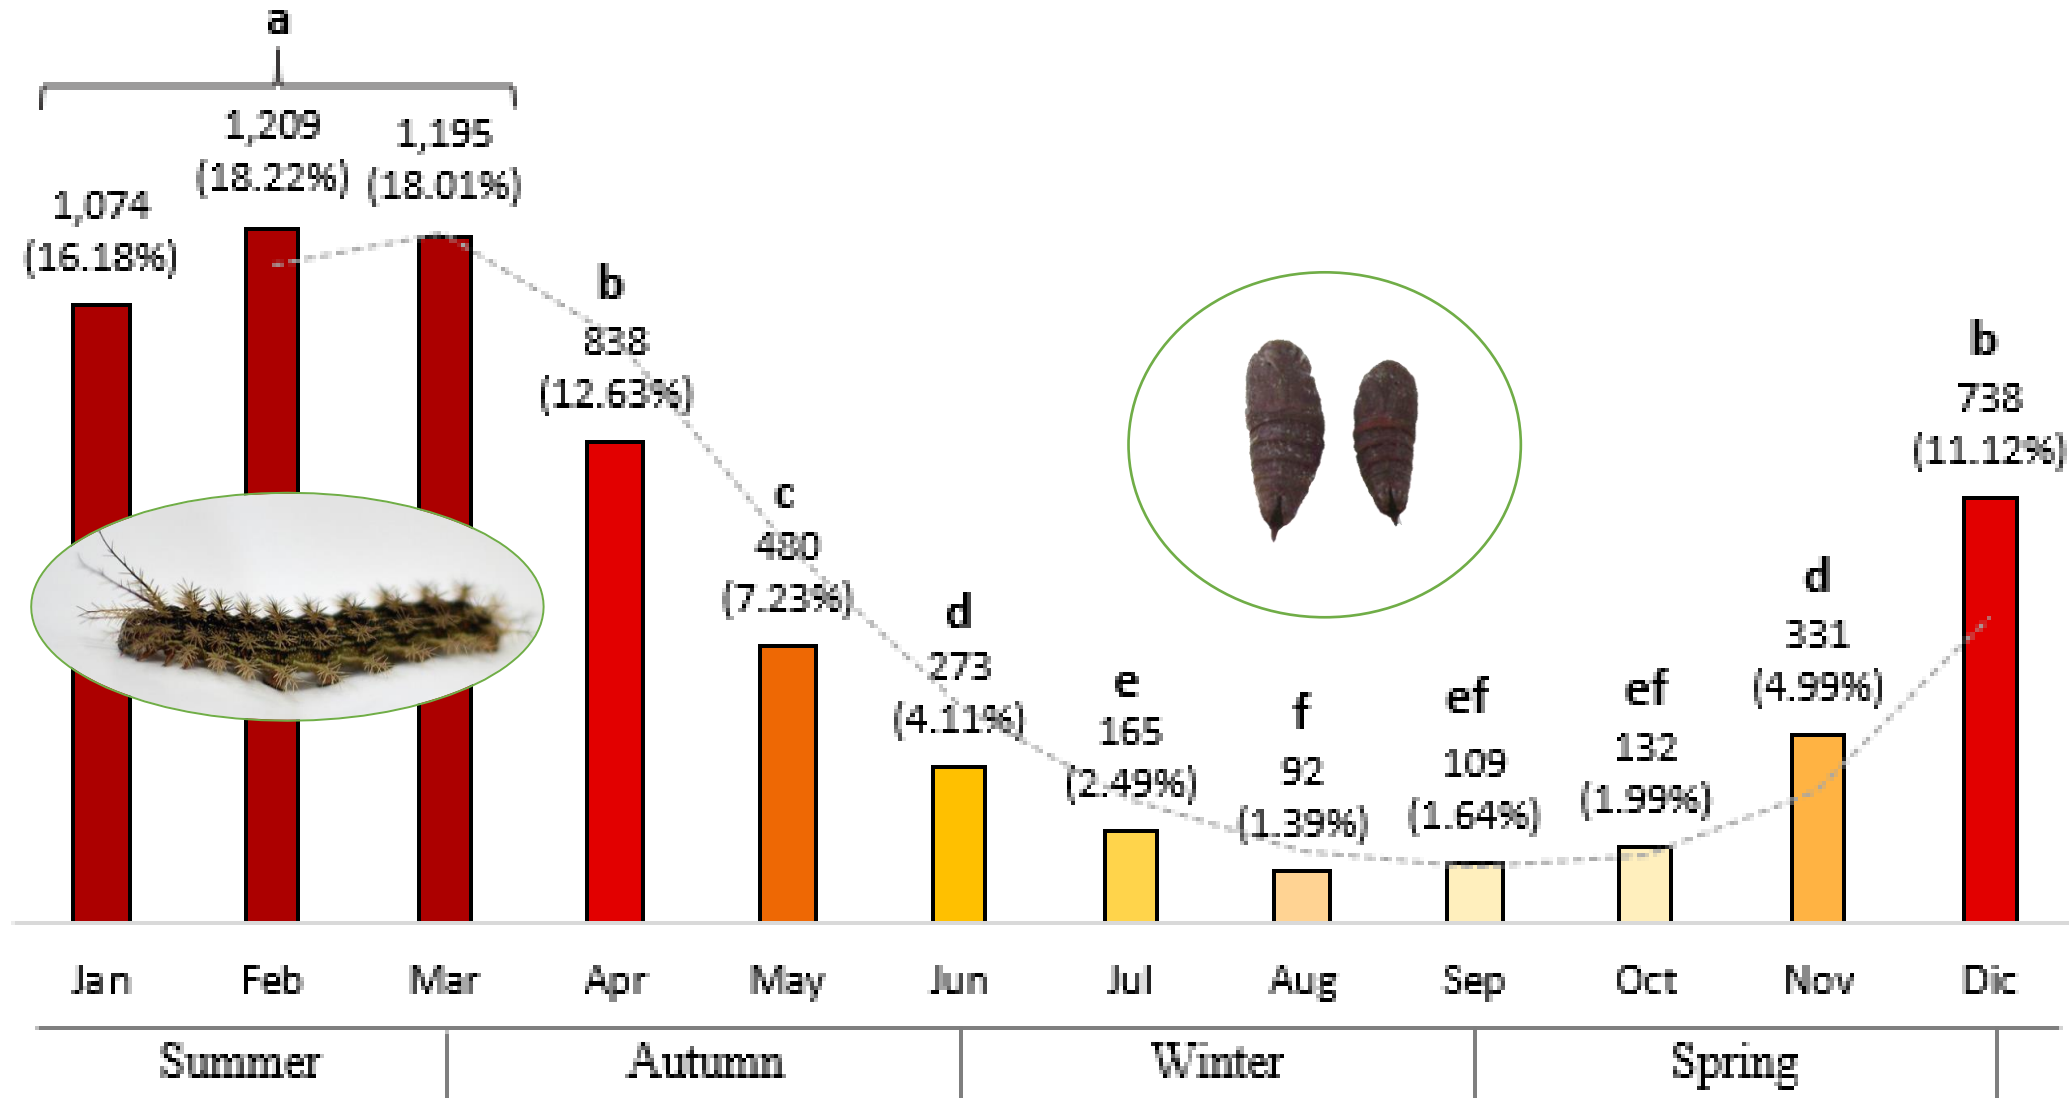 a
1,074
(16.18%)
1,209
(18.22%)
1,195
(18.01%)
b
838
(12.63%)
c
480
(7.23%)
d
273
(4.11%)
e
165
(2.49%)
f
92
(1.39%)
ef
109
(1.64%)
ef
132
(1.99%)
d
331
(4.99%)
b
738
(11.12%)
Jan Feb Mar Apr May Jun Jul Aug Sep Oct Nov Dic
Summer Autumn Winter Spring